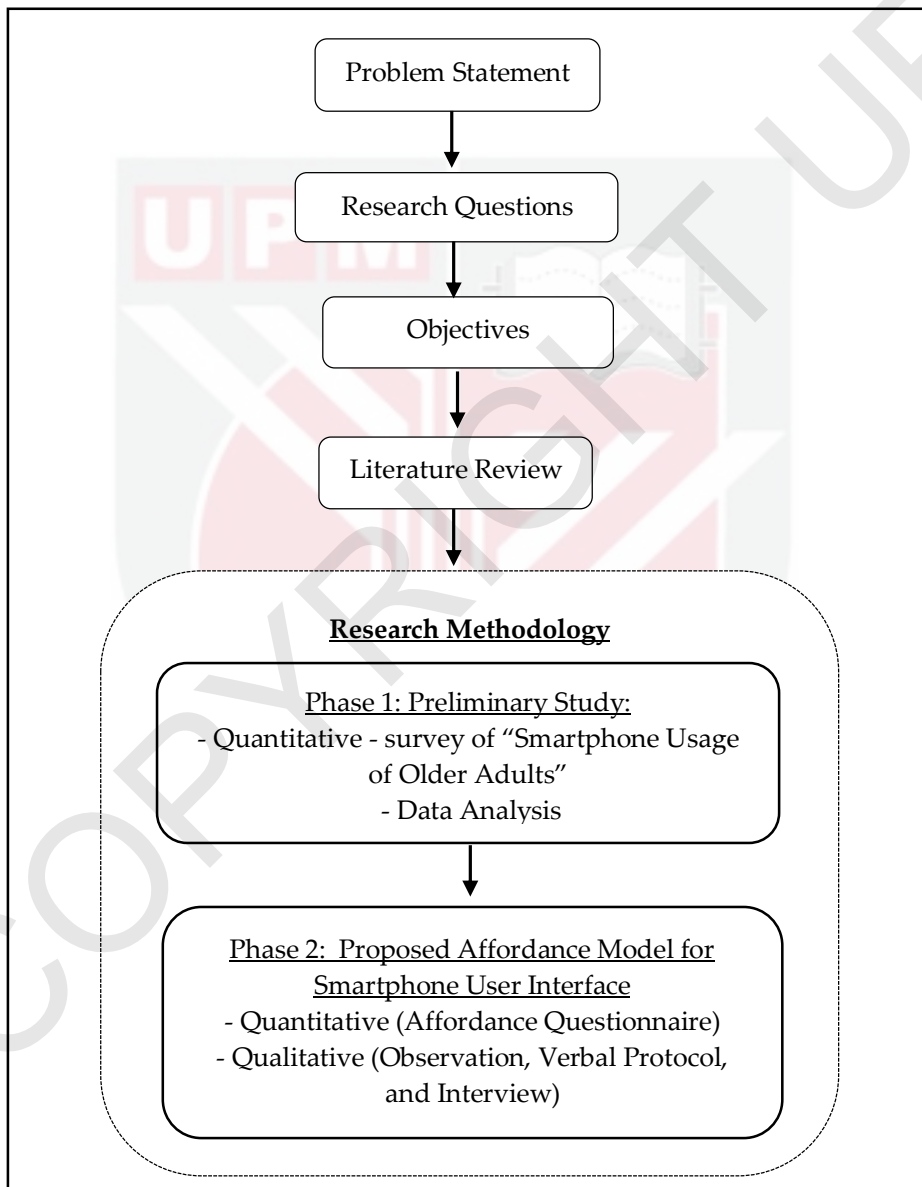 Problem Statement
Research Questions
UPM
Objectives
Literature Review
Research Methodology
Phase 1: Preliminary Study:
- Quantitative - survey of “Smartphone Usage
of Older Adults”
- Data Analysis
Phase 2: Proposed Affordance Model for
Smartphone User Interface
- Quantitative (Affordance Questionnaire)
- Qualitative (Observation, Verbal Protocol,
and Interview)
COPYRIGHT UP